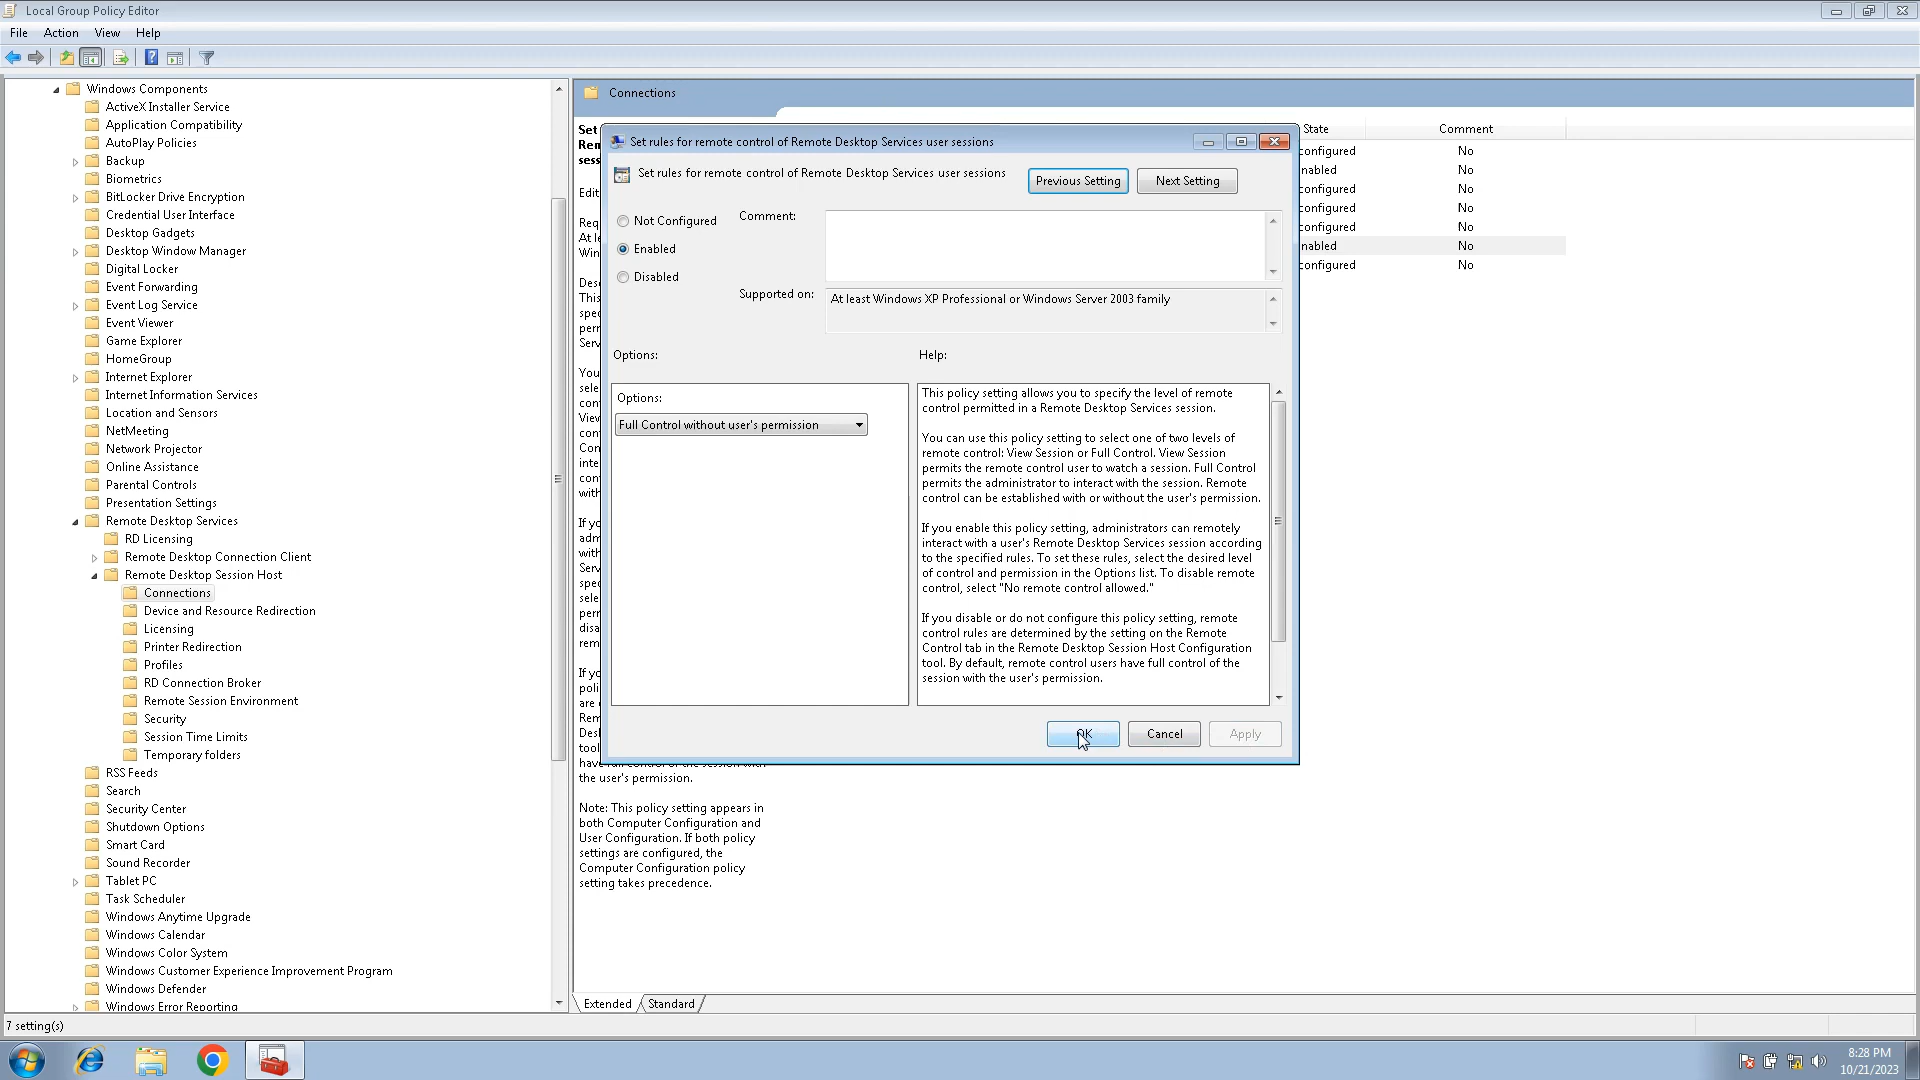 Local Group Policy Editor
File Action View Help
Windows Components
ActiveX Installer Service
Application Compatibility
AutoPlay Policies
Backup
Biometrics
BitLocker Drive Encryption
Credential User Interface
Desktop Gadgets
Desktop Window Manager
Digital Locker
Event Forwarding
Event Log Service
Event Viewer
Game Explorer
HomeGroup
Internet Explorer
Internet Information Services
Location and Sensors
NetMeeting
Network Projector
Online Assistance
Parental Controls
Presentation Settings
Remote Desktop Services
RD Licensing
Remote Desktop Connection Client
Remote Desktop Session Host
Connections
Device and Resource Redirection
Licensing
Printer Redirection
Profiles
RD Connection Broker
Remote Session Environment
Security
Session Time Limits
Temporary folders
RSS Feeds
Search
Security Center
Shutdown Options
Smart Card
Sound Recorder
Tablet PC
Task Scheduler
Windows Anytime Upgrade
Windows Calendar
Windows Color System
Windows Customer Experience Improvement Program
Windows Defender
Windows Error Reporting
Connections
Set
Edit
State Comment
configured No
nabled No
configured No
configured No
configured No
nabled No
configured No
Set rules for remote control of Remote Desktop Services user sessions
Set rules for remote control of Remote Desktop Services user sessions
Previous Setting Next Setting
Not Configured
Enabled
Disabled
Comment:
Supported on:
At least Windows XP Professional or Windows Server 2003 family
Options:
Help:
Options:
Full Control without user's permission
This policy setting allows you to specify the level of remote
control permitted in a Remote Desktop Services session.
You can use this policy setting to select one of two levels of
remote control: View Session or Full Control. View Session
permits the remote control user to watch a session. Full Control
permits the administrator to interact with the session. Remote
control can be established with or without the user's permission.
If you enable this policy setting, administrators can remotely
interact with a user's Remote Desktop Services session according
to the specified rules. To set these rules, select the desired level
of control and permission in the Options list. To disable remote
control, select "No remote control allowed."
If you disable or do not configure this policy setting, remote
control rules are determined by the setting on the Remote
Control tab in the Remote Desktop Session Host Configuration
tool. By default, remote control users have full control of the
session with the user's permission.
OK Cancel Apply
the user's permission.
Note: This policy setting appears in
both Computer Configuration and
User Configuration. If both policy
settings are configured, the
Computer Configuration policy
setting takes precedence.
Extended Standard
7 setting(s)
8:28 PM
10/21/2023